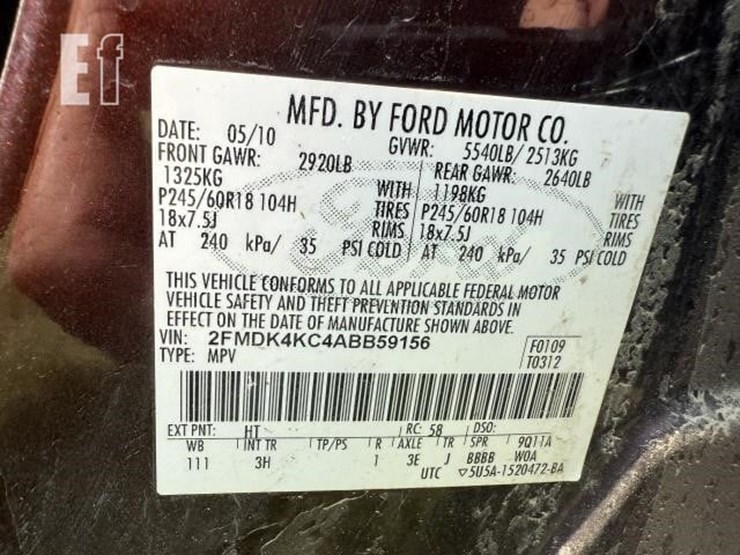 Ef
MFD. BY FORD MOTOR CO.
DATE: 05/10 GVWR: 5540LB/ 2513KG
FRONT GAWR: 2920LB REAR GAWR: 2640LB
1325KG WITH 1198KG WITH
P245/60R18 104H TIRES P245/60R18 104H TIRES
18x7.5J RIMS 18x7.5J RIMS
AT 240 kPa/ 35 PSI COLD AT 240 kPa/ 35 PSI COLD
Ford
THIS VEHICLE CONFORMS TO ALL APPLICABLE FEDERAL MOTOR
VEHICLE SAFETY AND THEFT PREVENTION STANDARDS IN
EFFECT ON THE DATE OF MANUFACTURE SHOWN ABOVE.
VIN: 2FMDK4KC4ABB59156 F0109
TYPE: MPV T0312
EXT PNT: HT RC: 58 DSO:
WB INT TR TP/PS R AXLE TR SPR 9Q11A
111 3H 1 3E J BBBB W0A
UTC ▽5U5A-1520472-BA